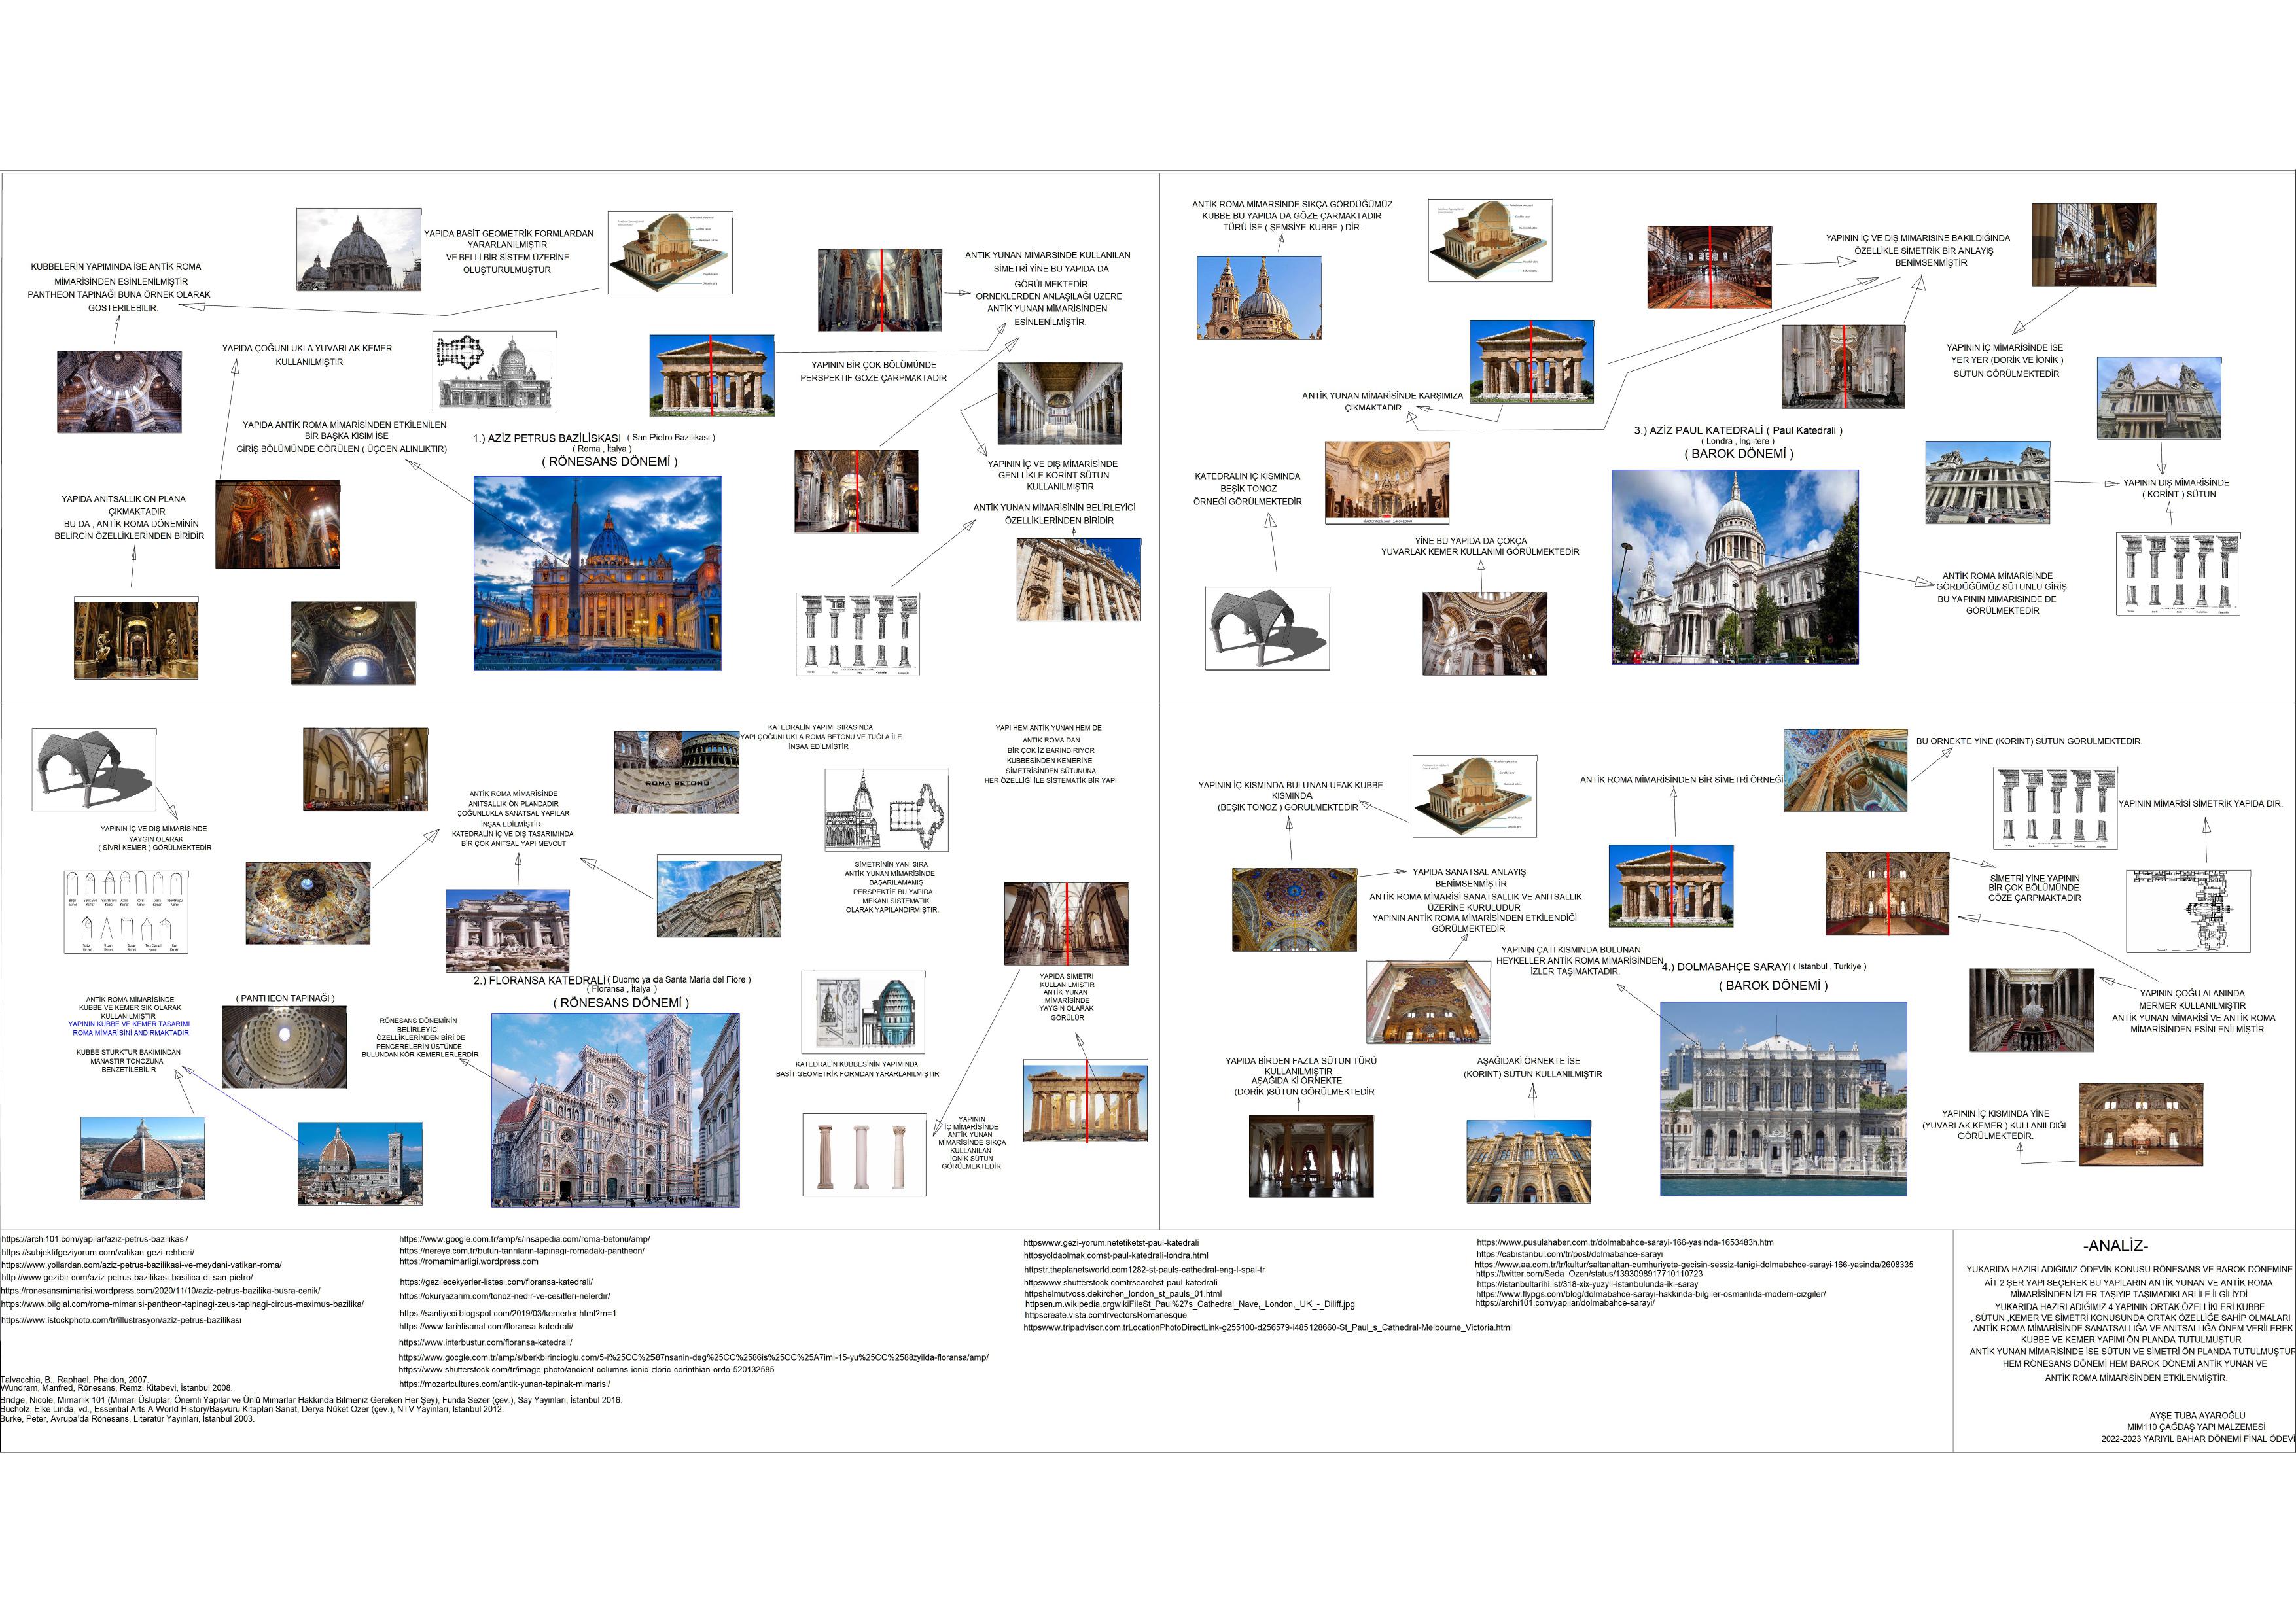 KUBBELERİN YAPIMINDA İSE ANTİK ROMA
MİMARİSİNDEN ESİNLENİLMİŞTİR
PANTHEON TAPINAĞI BUNA ÖRNEK OLARAK
GÖSTERİLEBİLİR.
YAPIDA BASİT GEOMETRİK FORMLARDAN
YARARLANILMIŞTIR
VE BELLİ BİR SİSTEM ÜZERİNE
OLUŞTURULMUŞTUR
ANTİK YUNAN MİMARSİNDE KULLANILAN
SİMETRİ YİNE BU YAPIDA DA
GÖRÜLMEKTEDİR
ÖRNEKLERDEN ANLAŞILAĞI ÜZERE
ANTİK YUNAN MİMARİSİNDEN
ESİNLENİLMİŞTİR.
YAPIDA ÇOĞUNLUKLA YUVARLAK KEMER
KULLANILMIŞTIR
YAPININ BİR ÇOK BÖLÜMÜNDE
PERSPEKTİF GÖZE ÇARPMAKTADIR
YAPIDA ANTİK ROMA MİMARİSİNDEN ETKİLENİLEN
BİR BAŞKA KISIM İSE
GİRİŞ BÖLÜMÜNDE GÖRÜLEN ( ÜÇGEN ALINLIKTIR)
1.) AZİZ PETRUS BAZİLİSKASI ( San Pietro Bazilikası )
( Roma , İtalya )
( RÖNESANS DÖNEMİ )
YAPININ İÇ VE DIŞ MİMARİSİNDE
GENLLİKLE KORİNT SÜTUN
KULLANILMIŞTIR
YAPIDA ANITSALLIK ÖN PLANA
ÇIKMAKTADIR
BU DA , ANTİK ROMA DÖNEMİNİN
BELİRGİN ÖZELLİKLERİNDEN BİRİDİR
ANTİK YUNAN MİMARİSİNİN BELİRLEYİCİ
ÖZELLİKLERİNDEN BİRİDİR
ANTİK ROMA MİMARSİNDE SIKÇA GÖRDÜĞÜMÜZ
KUBBE BU YAPIDA DA GÖZE ÇARMAKTADIR
TÜRÜ İSE ( ŞEMSİYE KUBBE ) DİR.
YAPININ İÇ VE DIŞ MİMARİSİNE BAKILDIĞINDA
ÖZELLİKLE SİMETRİK BİR ANLAYIŞ
BENİMSENMİŞTİR
YAPININ İÇ MİMARİSİNDE İSE
YER YER (DORİK VE İONİK )
SÜTUN GÖRÜLMEKTEDİR
ANTİK YUNAN MİMARİSİNDE KARŞIMIZA
ÇIKMAKTADIR
3.) AZİZ PAUL KATEDRALİ ( Paul Katedrali )
( Londra , İngiltere )
( BAROK DÖNEMİ )
KATEDRALİN İÇ KISMINDA
BEŞİK TONOZ
ÖRNEĞİ GÖRÜLMEKTEDİR
YAPININ DIŞ MİMARİSİNDE
( KORİNT ) SÜTUN
YİNE BU YAPIDA DA ÇOKÇA
YUVARLAK KEMER KULLANIMI GÖRÜLMEKTEDİR
ANTİK ROMA MİMARİSİNDE
GÖRDÜĞÜMÜZ SÜTUNLU GİRİŞ
BU YAPININ MİMARİSİNDE DE
GÖRÜLMEKTEDİR
KATEDRALİN YAPIMI SIRASINDA
YAPI ÇOĞUNLUKLA ROMA BETONU VE TUĞLA İLE
İNŞAA EDİLMİŞTİR
YAPI HEM ANTİK YUNAN HEM DE
ANTİK ROMA DAN
BİR ÇOK İZ BARINDIRIYOR
KUBBESİNDEN KEMERİNE
SİMETRİSİNDEN SÜTUNUNA
HER ÖZELLİĞİ İLE SİSTEMATİK BİR YAPI
ROMA BETONU
ANTİK ROMA MİMARİSİNDE
ANITSALLIK ÖN PLANDADIR
ÇOĞUNLUKLA SANATSAL YAPILAR
İNŞAA EDİLMİŞTİR
KATEDRALİN İÇ VE DIŞ TASARIMINDA
BİR ÇOK ANITSAL YAPI MEVCUT
YAPININ İÇ VE DIŞ MİMARİSİNDE
YAYGIN OLARAK
( SİVRİ KEMER ) GÖRÜLMEKTEDİR
SİMETRİNİN YANI SIRA
ANTİK YUNAN MİMARİSİNDE
BAŞARILAMAMIŞ
PERSPEKTİF BU YAPIDA
MEKANI SİSTEMATİK
OLARAK YAPILANDIRMIŞTIR.
2.) FLORANSA KATEDRALİ ( Duomo ya da Santa Maria del Fiore )
( Floransa , İtalya )
( RÖNESANS DÖNEMİ )
YAPIDA SİMETRİ
KULLANILMIŞTIR
ANTİK YUNAN
MİMARİSİNDE
YAYGIN OLARAK
GÖRÜLÜR
ANTİK ROMA MİMARİSİNDE
KUBBE VE KEMER SIK OLARAK
KULLANILMIŞTIR
YAPININ KUBBE VE KEMER TASARIMI
ROMA MİMARİSİNİ ANDIRMAKTADIR
( PANTHEON TAPINAĞI )
KUBBE STÜRKTÜR BAKIMINDAN
MANASTIR TONOZUNA
BENZETİLEBİLİR
RÖNESANS DÖNEMİNİN
BELİRLEYİCİ
ÖZELLİKLERİNDEN BİRİ DE
PENCERELERİN ÜSTÜNDE
BULUNDAN KÖR KEMERLERLERDİR
KATEDRALİN KUBBESİNİN YAPIMINDA
BASİT GEOMETRİK FORMDAN YARARLANILMIŞTIR
YAPININ
İÇ MİMARİSİNDE
ANTİK YUNAN
MİMARİSİNDE SIKÇA
KULLANILAN
İONİK SÜTUN
GÖRÜLMEKTEDİR
BU ÖRNEKTE YİNE (KORİNT) SÜTUN GÖRÜLMEKTEDİR.
YAPININ İÇ KISMINDA BULUNAN UFAK KUBBE
KISMINDA
(BEŞİK TONOZ ) GÖRÜLMEKTEDİR
ANTİK ROMA MİMARİSİNDEN BİR SİMETRİ ÖRNEĞİ
YAPININ MİMARİSİ SİMETRİK YAPIDA DIR.
YAPIDA SANATSAL ANLAYIŞ
BENİMSENMİŞTİR
ANTİK ROMA MİMARİSİ SANATSALLIK VE ANITSALLIK
ÜZERİNE KURULUDUR
YAPININ ANTİK ROMA MİMARİSİNDEN ETKİLENDİĞİ
GÖRÜLMEKTEDİR
SİMETRİ YİNE YAPININ
BİR ÇOK BÖLÜMÜNDE
GÖZE ÇARPMAKTADIR
YAPININ ÇATI KISMINDA BULUNAN
HEYKELLER ANTİK ROMA MİMARİSİNDEN
İZLER TAŞIMAKTADIR.
4.) DOLMABAHÇE SARAYI ( İstanbul , Türkiye )
( BAROK DÖNEMİ )
YAPININ ÇOĞU ALANINDA
MERMER KULLANILMIŞTIR
ANTİK YUNAN MİMARİSİ VE ANTİK ROMA
MİMARİSİNDEN ESİNLENİLMİŞTİR.
YAPIDA BİRDEN FAZLA SÜTUN TÜRÜ
KULLANILMIŞTIR
AŞAĞIDA Kİ ÖRNEKTE
(DORİK )SÜTUN GÖRÜLMEKTEDİR
AŞAĞIDAKİ ÖRNEKTE İSE
(KORİNT) SÜTUN KULLANILMIŞTIR
YAPININ İÇ KISMINDA YİNE
(YUVARLAK KEMER ) KULLANILDIĞI
GÖRÜLMEKTEDİR.
https://archi101.com/yapilar/aziz-petrus-bazilikasi/
https://subjektifgeziyorum.com/vatikan-gezi-rehberi/
https://www.yollardan.com/aziz-petrus-bazilikasi-ve-meydani-vatikan-roma/
http://www.gezibir.com/aziz-petrus-bazilikasi-basilica-di-san-pietro/
https://ronesansmimarisi.wordpress.com/2020/11/10/aziz-petrus-bazilika-busra-cenik/
https://www.bilgial.com/roma-mimarisi-pantheon-tapinagi-zeus-tapinagi-circus-maximus-bazilika/
https://www.istockphoto.com/tr/illüstrasyon/aziz-petrus-bazilikası
Talvacchia, B., Raphael, Phaidon, 2007.
Wundram, Manfred, Rönesans, Remzi Kitabevi, İstanbul 2008.
Bridge, Nicole, Mimarlık 101 (Mimari Üsluplar, Önemli Yapılar ve Ünlü Mimarlar Hakkında Bilmeniz Gereken Her Şey), Funda Sezer (çev.), Say Yayınları, İstanbul 2016.
Bucholz, Elke Linda, vd., Essential Arts A World History/Başvuru Kitapları Sanat, Derya Nüket Özer (çev.), NTV Yayınları, İstanbul 2012.
Burke, Peter, Avrupa'da Rönesans, Literatür Yayınları, İstanbul 2003.
https://www.google.com.tr/amp/s/insapedia.com/roma-betonu/amp/
https://nereye.com.tr/butun-tanrilarin-tapinagi-romadaki-pantheon/
https://romamimarligi.wordpress.com
https://gezilecekyerler-listesi.com/floransa-katedrali/
https://okuryazarim.com/tonoz-nedir-ve-cesitleri-nelerdir/
https://santiyeci.blogspot.com/2019/03/kemerler.html?m=1
https://www.tarihlisanat.com/floransa-katedrali/
https://www.interbustur.com/floransa-katedrali/
https://www.google.com.tr/amp/s/berkbirincioglu.com/5-i%25CC%2587nsanin-deg%25CC%2586is%25CC%25A7imi-15-yu%25CC%2588zyilda-floransa/amp/
https://www.shutterstock.com/tr/image-photo/ancient-columns-ionic-doric-corinthian-ordo-520132585
https://mozartcultures.com/antik-yunan-tapinak-mimarisi/
httpswww.gezi-yorum.netetiketst-paul-katedrali
httpsyoldaolmak.comst-paul-katedrali-londra.html
httpstr.theplanetsworld.com1282-st-pauls-cathedral-eng-l-spal-tr
httpswww.shutterstock.comtrsearchst-paul-katedrali
httpshelmutvoss.dekirchen_london_st_pauls_01.html
httpsen.m.wikipedia.orgwikiFileSt_Paul%27s_Cathedral_Nave,_London,_UK_-_Diliff.jpg
httpscreate.vista.comtrvectorsRomanesque
httpswww.tripadvisor.com.trLocationPhotoDirectLink-g255100-d256579-i485128660-St_Paul_s_Cathedral-Melbourne_Victoria.html
https://www.pusulahaber.com.tr/dolmabahce-sarayi-166-yasinda-1653483h.htm
https://cabistanbul.com/tr/post/dolmabahce-sarayi
https://www.aa.com.tr/tr/kultur/saltanattan-cumhuriyete-gecisin-sessiz-tanigi-dolmabahce-sarayi-166-yasinda/2608335
https://twitter.com/Seda_Ozen/status/1393098917710110723
https://istanbultarihi.ist/318-xix-yuzyil-istanbulunda-iki-saray
https://www.flypgs.com/blog/dolmabahce-sarayi-hakkinda-bilgiler-osmanlida-modern-cizgiler/
https://archi101.com/yapilar/dolmabahce-sarayi/
-ANALİZ-
YUKARIDA HAZIRLADIĞIMIZ ÖDEVİN KONUSU RÖNESANS VE BAROK DÖNEMİNE
AİT 2 ŞER YAPI SEÇEREK BU YAPILARIN ANTİK YUNAN VE ANTİK ROMA
MİMARİSİNDEN İZLER TAŞIYIP TAŞIMADIKLARI İLE İLGİLİYDİ
YUKARIDA HAZIRLADIĞIMIZ 4 YAPININ ORTAK ÖZELLİKLERİ KUBBE
, SÜTUN ,KEMER VE SİMETRİ KONUSUNDA ORTAK ÖZELLİĞE SAHİP OLMALARI
ANTİK ROMA MİMARİSİNDE SANATSALLIĞA VE ANITSALLIĞA ÖNEM VERİLEREK
KUBBE VE KEMER YAPIMI ÖN PLANDA TUTULMUŞTUR
ANTİK YUNAN MİMARİSİNDE İSE SÜTUN VE SİMETRİ ÖN PLANDA TUTULMUŞTUR
HEM RÖNESANS DÖNEMİ HEM BAROK DÖNEMİ ANTİK YUNAN VE
ANTİK ROMA MİMARİSİNDEN ETKİLENMİŞTİR.
AYŞE TUBA AYAROĞLU
MIM110 ÇAĞDAŞ YAPI MALZEMESİ
2022-2023 YARIYIL BAHAR DÖNEMİ FİNAL ÖDEVİ